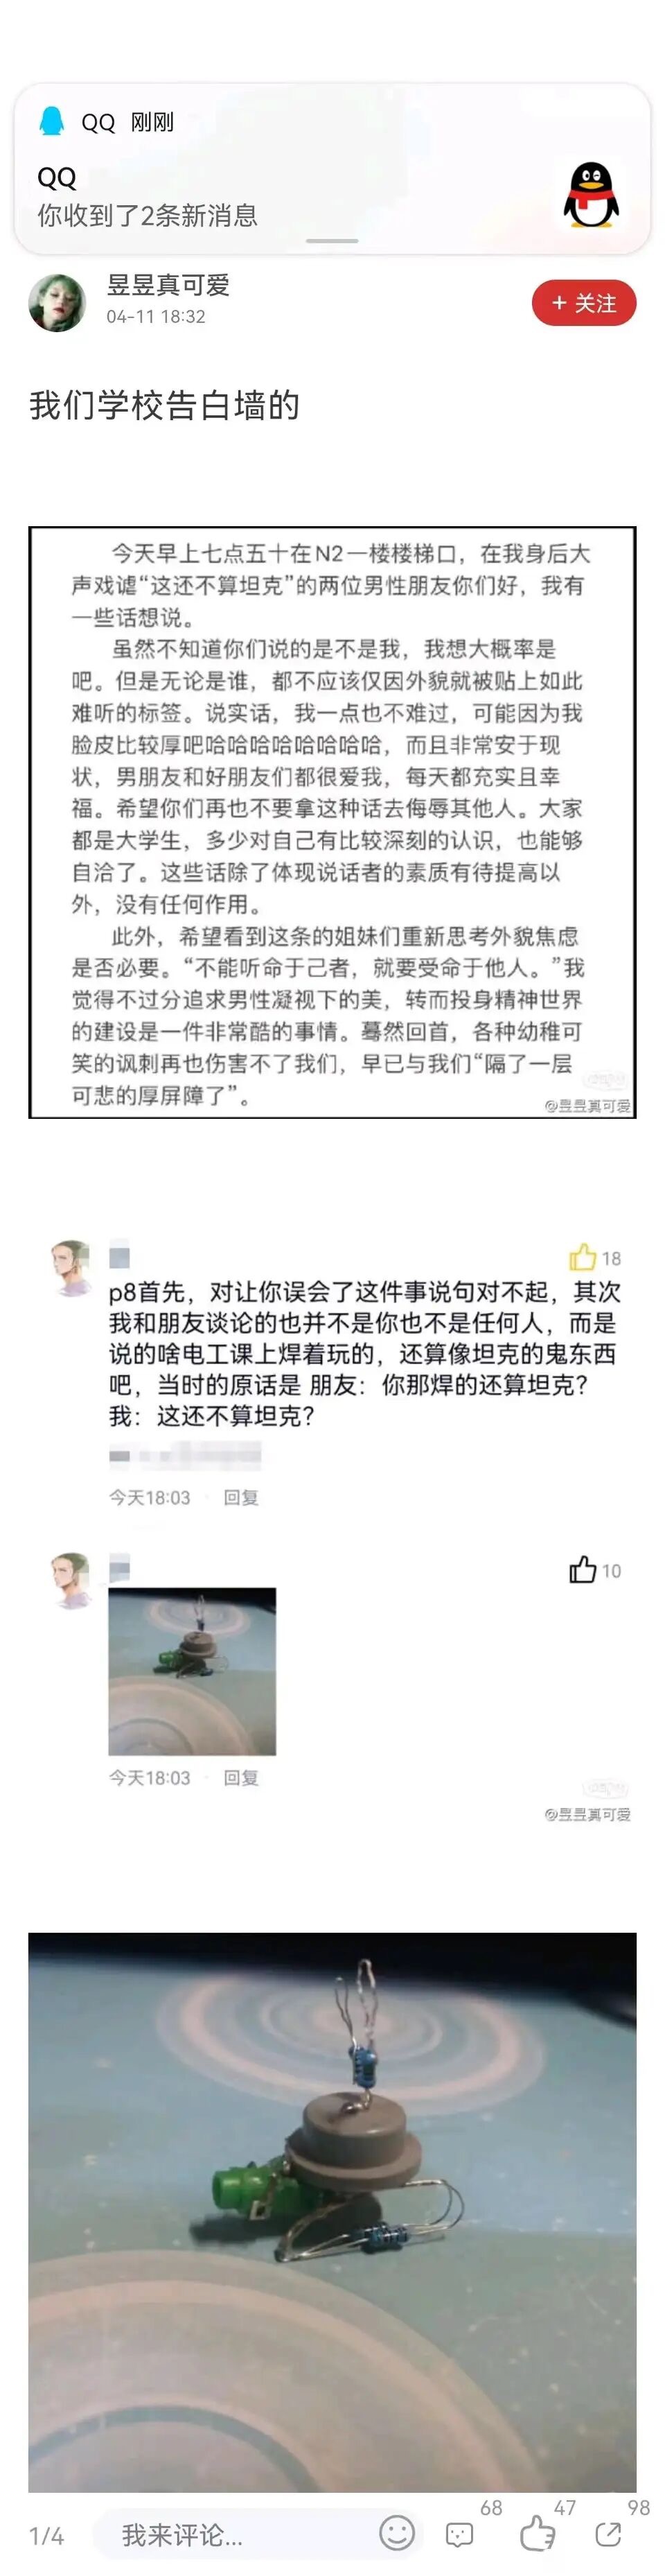 QQ 刚刚
QQ
你收到了2条新消息
昱昱真可爱
04-11 18:32
+ 关注
我们学校告白墙的
今天早上七点五十在N2一楼楼梯口，在我身后大
声戏谑“这还不算坦克”的两位男性朋友你们好，我有
一些话想说。
虽然不知道你们说的是不是我，我想大概率是
吧。但是无论是谁，都不应该仅因外貌就被贴上如此
难听的标签。说实话，我一点也不难过，可能因为我
脸皮比较厚吧哈哈哈哈哈哈哈哈，而且非常安于现
状，男朋友和好朋友们都很爱我，每天都充实且幸
福。希望你们再也不要拿这种话去侮辱其他人。大家
都是大学生，多少对自己有比较深刻的认识，也能够
自洽了。这些话除了体现说话者的素质有待提高以
外，没有任何作用。
此外，希望看到这条的姐妹们重新思考外貌焦虑
是否必要。“不能听命于己者，就要受命于他人。”我
觉得不过分追求男性凝视下的美，转而投身精神世界
的建设是一件非常酷的事情。蓦然回首，各种幼稚可
笑的讽刺再也伤害不了我们，早已与我们“隔了一层
可悲的厚屏障了”。
@昱昱真可爱
18
p8首先，对让你误会了这件事说句对不起，其次
我和朋友谈论的也并不是你也不是任何人，而是
说的啥电工课上焊着玩的，还算像坦克的鬼东西
吧，当时的原话是 朋友：你那焊的还算坦克？
我：这还不算坦克？
今天18:03 · 回复
10
今天18:03 · 回复
@昱昱真可爱
1/4
我来评论...
68
47
98